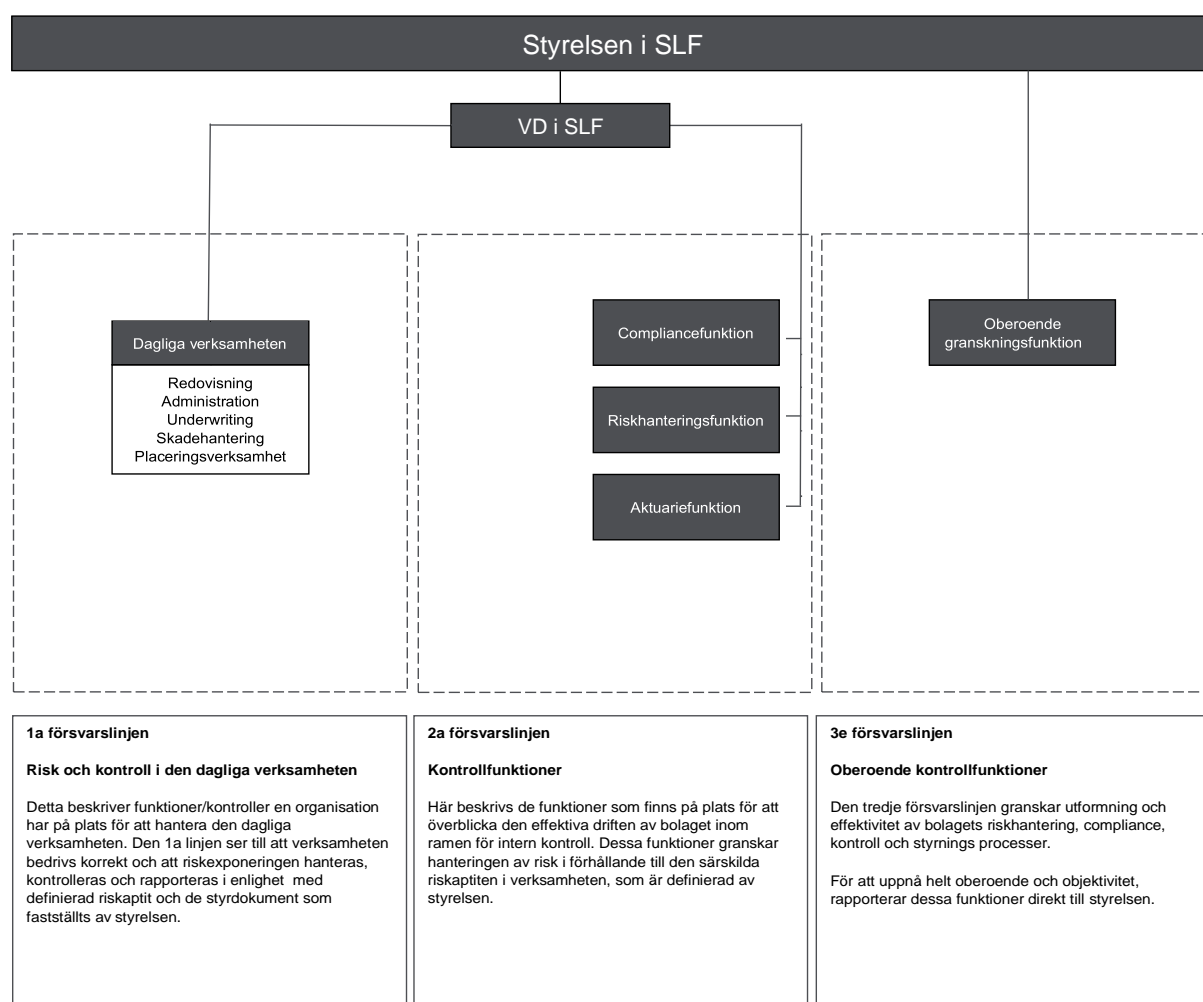 Styrelsen i SLF
VD i SLF
Dagliga verksamheten
Redovisning
Administration
Underwriting
Skadehantering
Placeringsverksamhet
Compliancefunktion
Riskhanteringsfunktion
Aktuariefunktion
Oberoende
granskningsfunktion
1a försvarslinjen
Risk och kontroll i den dagliga verksamheten
Detta beskriver funktioner/kontroller en organisation
har på plats för att hantera den dagliga
verksamheten. Den 1a linjen ser till att verksamheten
bedrivs korrekt och att riskexponeringen hanteras,
kontrolleras och rapporteras i enlighet med
definierad riskaptit och de styrdokument som
fastställts av styrelsen.
2a försvarslinjen
Kontrollfunktioner
Här beskrivs de funktioner som finns på plats för att
överblicka den effektiva driften av bolaget inom
ramen för intern kontroll. Dessa funktioner granskar
hanteringen av risk i förhållande till den särskilda
riskaptiten i verksamheten, som är definierad av
styrelsen.
3e försvarslinjen
Oberoende kontrollfunktioner
Den tredje försvarslinjen granskar utformning och
effektivitet av bolagets riskhantering, compliance,
kontroll och styrnings processer.
För att uppnå helt oberoende och objektivitet,
rapporterar dessa funktioner direkt till styrelsen.